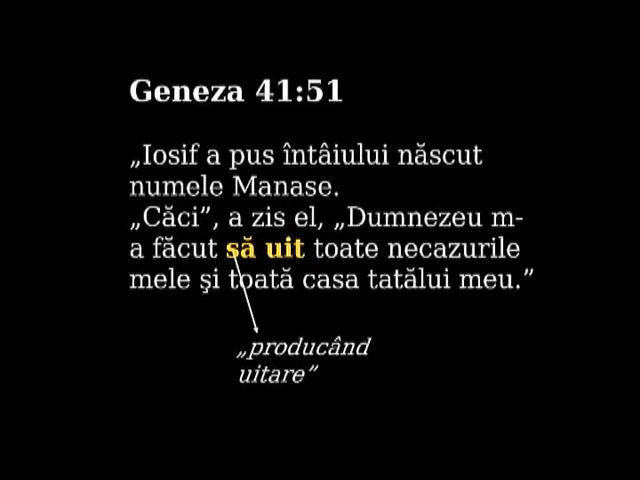 Geneza 41:51
„Iosif a pus întâiului născut
numele Manase.
„Căci”, a zis el, „Dumnezeu m-
a făcut să uit toate necazurile
mele şi toată casa tatălui meu.”
„producând
uitare”